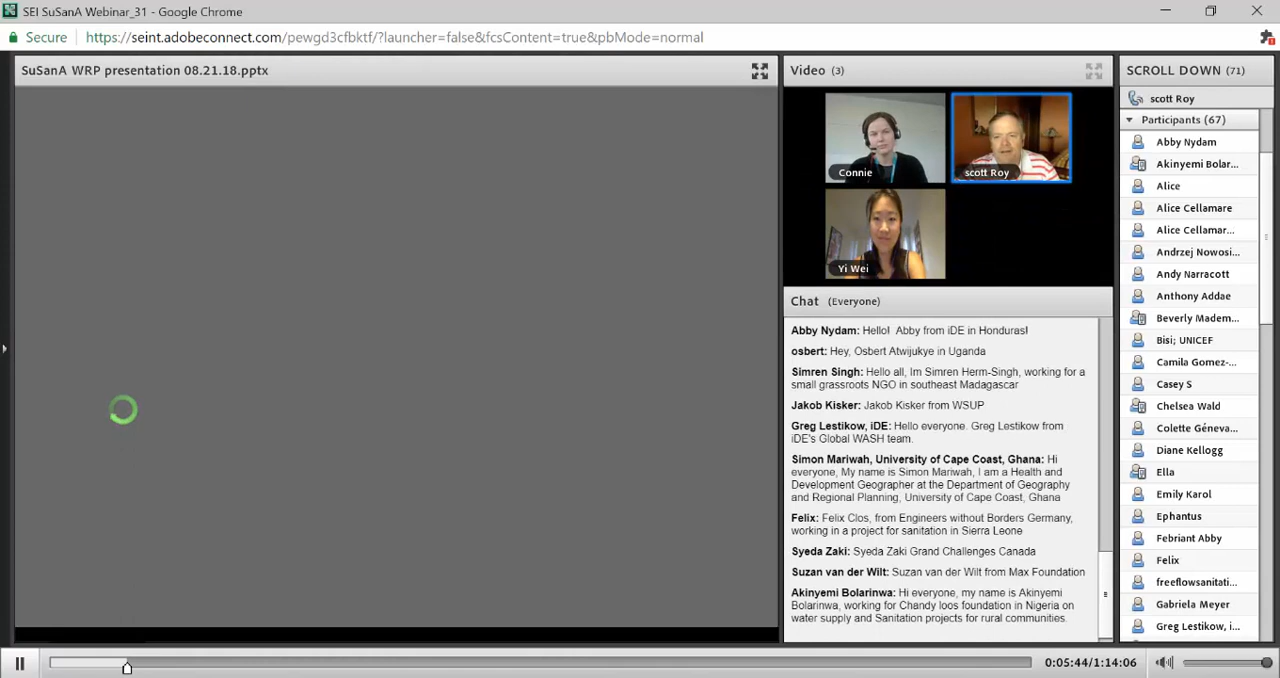 SEI SuSanA Webinar_31 - Google Chrome
Secure
https://seint.adobeconnect.com/pewgd3cfbktf/?launcher=false&fcsContent=true&pbMode=normal
SuSanA WRP presentation 08.21.18.pptx
Video (3)
Connie
scott Roy
Yi Wei
Chat (Everyone)
Abby Nydam: Hello! Abby from iDE in Honduras!
osbert: Hey, Osbert Atwijukye in Uganda
Simren Singh: Hello all, Im Simren Herm-Singh, working for a
small grassroots NGO in southeast Madagascar
Jakob Kisker: Jakob Kisker from WSUP
Greg Lestikow, iDE: Hello everyone. Greg Lestikow from
iDE's Global WASH team.
Simon Mariwah, University of Cape Coast, Ghana: Hi
everyone, My name is Simon Mariwah, I am a Health and
Development Geographer at the Department of Geography
and Regional Planning, University of Cape Coast, Ghana
Felix: Felix Clos, from Engineers without Borders Germany,
working in a project for sanitation in Sierra Leone
Syeda Zaki: Syeda Zaki Grand Challenges Canada
Suzan van der Wilt: Suzan van der Wilt from Max Foundation
Akinyemi Bolarinwa: Hi everyone, my name is Akinyemi
Bolarinwa, working for Chandy loos foundation in Nigeria on
water supply and Sanitation projects for rural communities.
SCROLL DOWN (71)
scott Roy
Participants (67)
Abby Nydam
Akinyemi Bolar...
Alice
Alice Cellamare
Alice Cellamar...
Andrzej Nowosi...
Andy Narracott
Anthony Addae
Beverly Madem...
Bisi; UNICEF
Camila Gomez-...
Casey S
Chelsea Wald
Colette Géneva...
Diane Kellogg
Ella
Emily Karol
Ephantus
Febriant Abby
Felix
freeflowsanitati...
Gabriela Meyer
Greg Lestikow, i...
0:05:44/1:14:06